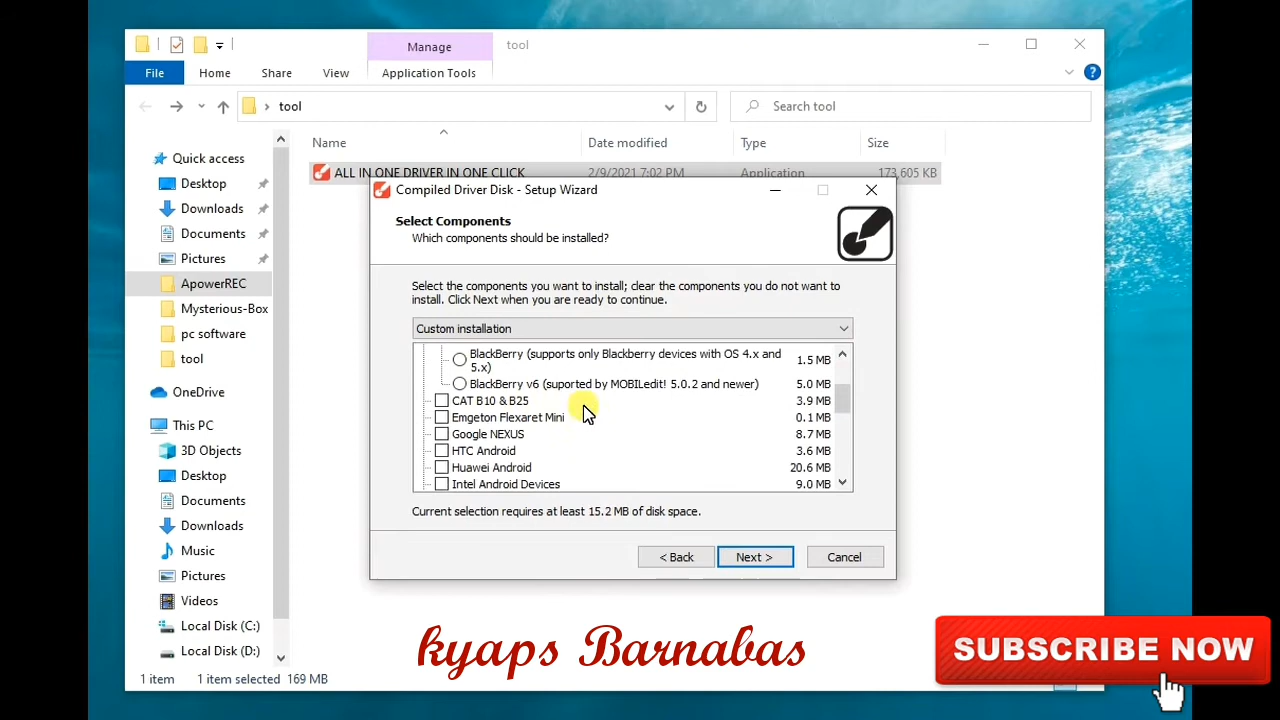 Manage
tool
File
Home
Share
View
Application Tools
tool
Search tool
Name
Date modified
Type
Size
Quick access
Desktop
Downloads
Documents
Pictures
ApowerREC
Mysterious-Box
pc software
tool
OneDrive
This PC
3D Objects
Desktop
Documents
Downloads
Music
Pictures
Videos
Local Disk (C:)
Local Disk (D:)
ALL IN ONE DRIVER IN ONE CLICK
2/9/2021 7:02 PM
Application
173,605 KB
Compiled Driver Disk - Setup Wizard
Select Components
Which components should be installed?
Select the components you want to install; clear the components you do not want to
install. Click Next when you are ready to continue.
Custom installation
BlackBerry (supports only Blackberry devices with OS 4.x and
5.x)
1.5 MB
BlackBerry v6 (suported by MOBILedit! 5.0.2 and newer)
5.0 MB
CAT B10 & B25
3.9 MB
Emgeton Flexaret Mini
0.1 MB
Google NEXUS
8.7 MB
HTC Android
3.6 MB
Huawei Android
20.6 MB
Intel Android Devices
9.0 MB
Current selection requires at least 15.2 MB of disk space.
< Back
Next >
Cancel
kyaps Barnabas
SUBSCRIBE NOW
1 item
1 item selected
169 MB